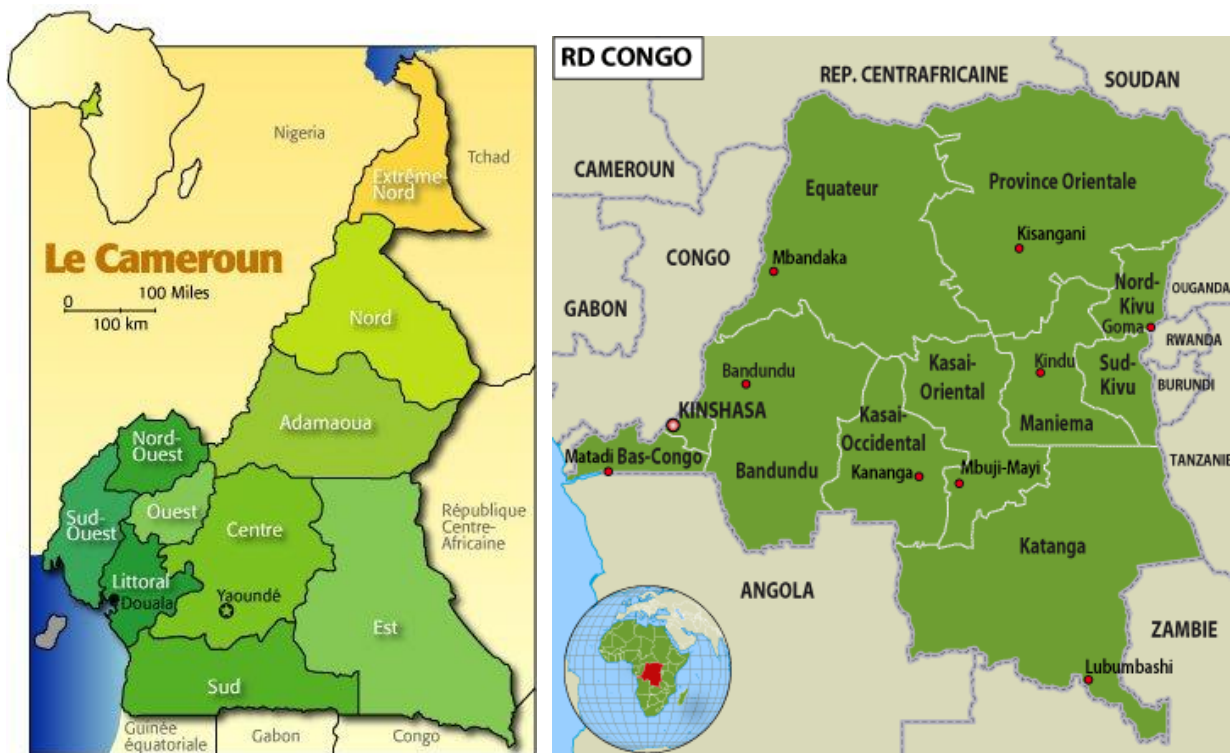 Nigeria
Tchad
Extrême-
Nord
Le Cameroun
0
100 Miles
100 km
Nord
Adamaoua
Nord-
Ouest
Ouest
Sud-
Ouest
Centre
République
Centre-
Africaine
Littoral
Douala
Yaoundé
Est
Sud
Guinée
équatoriale
Gabon
Congo
RD CONGO
REP. CENTRAFRICAINE
SOUDAN
CAMEROUN
Equateur
Province Orientale
Kisangani
CONGO
Mbandaka
Nord-
Kivu
OUGANDA
GABON
Goma
RWANDA
Bandundu
Kasai-
Oriental
Kindu
Sud-
Kivu
BURUNDI
KINSHASA
Kasai-
Occidental
Maniema
Matadi
Bas-Congo
Bandundu
Kananga
Mbuji-Mayi
TANZANIE
Katanga
ANGOLA
ZAMBIE
Lubumbashi